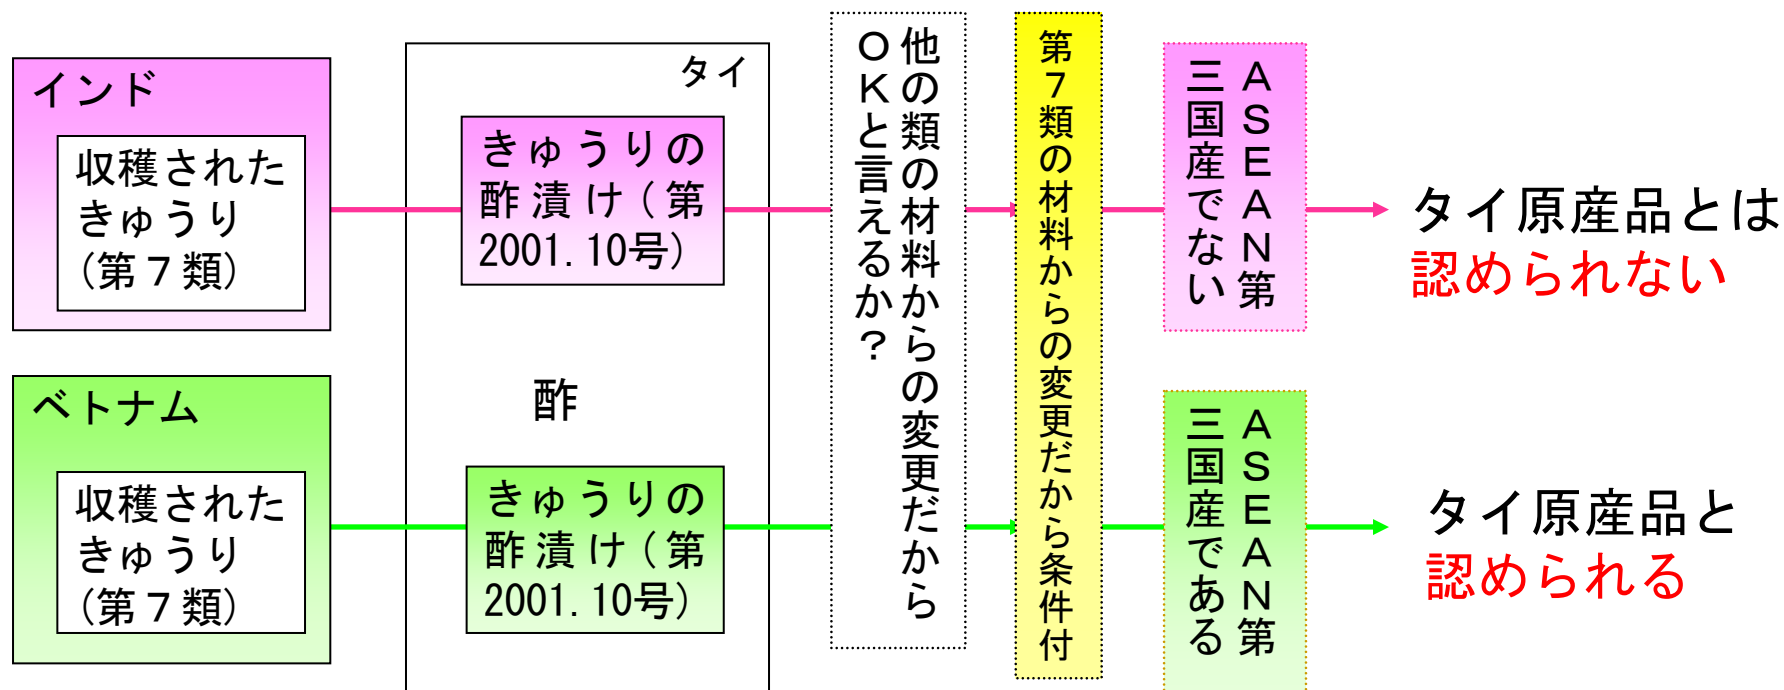 インド
収穫された
きゅうり
(第７類)
タイ
きゅうりの
酢漬け(第
2001.10号)
他の類の材料からの変更だから
ＯＫと言えるか？
第７類の材料からの変更だから条件付
ＡＳＥＡＮ第
三国産でない
タイ原産品とは
認められない
ベトナム
収穫された
きゅうり
(第７類)
酢
きゅうりの
酢漬け(第
2001.10号)
ＡＳＥＡＮ第
三国産である
タイ原産品と
認められる